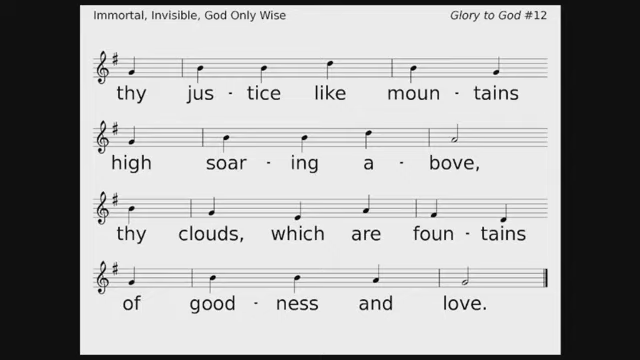 Immortal, Invisible, God Only Wise
Glory to God #12
thy jus - tice like moun - tains
high soar - ing a - bove,
thy clouds, which are foun - tains
of good - ness and love.